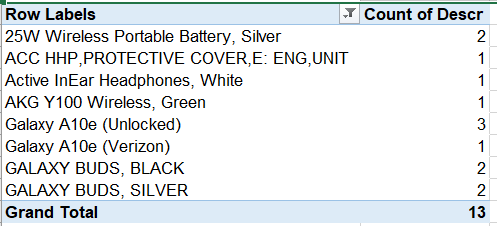 Row Labels Count of Descr
25W Wireless Portable Battery, Silver 2
ACC HHP,PROTECTIVE COVER,E: ENG,UNIT 1
Active InEar Headphones, White 1
AKG Y100 Wireless, Green 1
Galaxy A10e (Unlocked) 3
Galaxy A10e (Verizon) 1
GALAXY BUDS, BLACK 2
GALAXY BUDS, SILVER 2
Grand Total 13